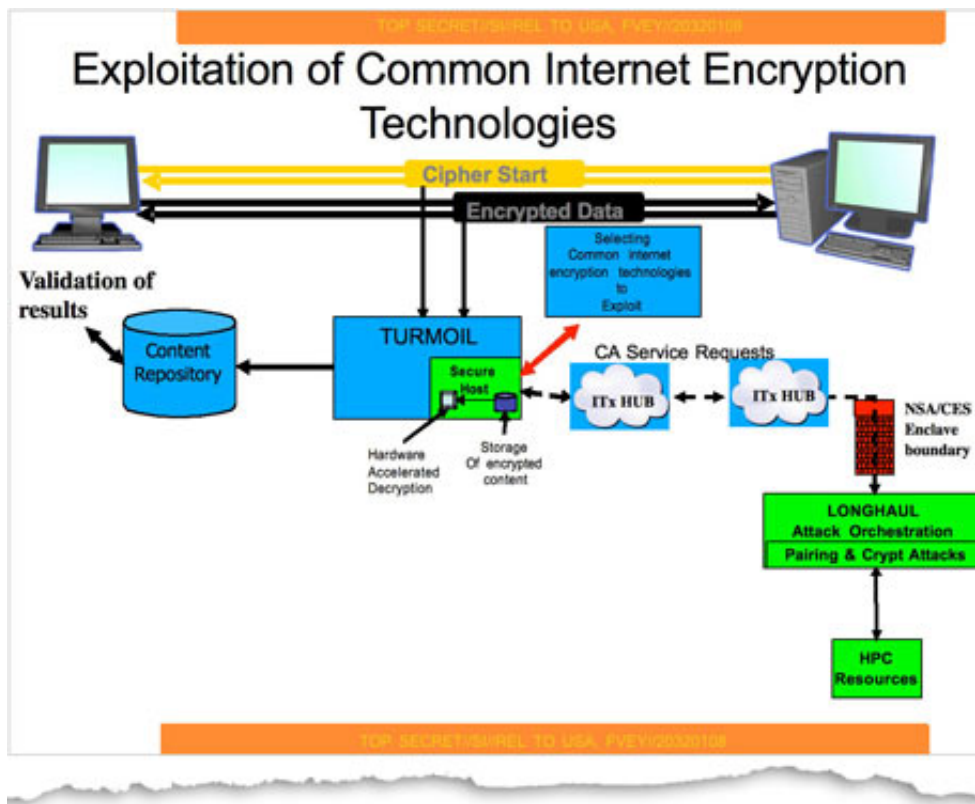 TOP SECRET//SI//REL TO USA, FVEY//20320108
Exploitation of Common Internet Encryption
Technologies
Cipher Start
Encrypted Data
Selecting
Common internet
encryption technologies
to
Exploit
Validation of
results
Content
Repository
TURMOIL
Secure
Host
Hardware
Accelerated
Decryption
Storage
Of encrypted
content
CA Service Requests
ITx HUB
ITx HUB
NSA/CES
Enclave
boundary
LONGHAUL
Attack Orchestration
Pairing & Crypt Attacks
HPC
Resources
TOP SECRET//SI//REL TO USA, FVEY//20320108